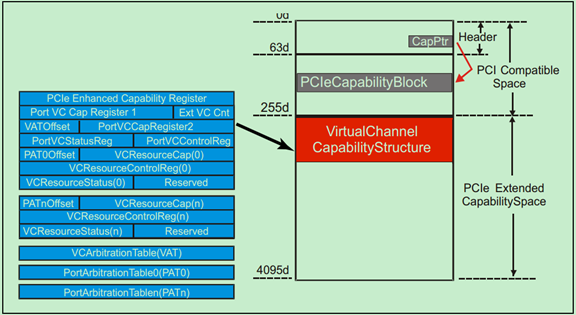 PCIe Enhanced Capability Register
Port VC Cap Register 1 Ext VC Cnt
VATOffset PortVCCapRegister2
PortVCStatusReg PortVCControlReg
PAT0Offset VCResourceCap(0)
VCResourceControlReg(0)
VCResourceStatus(0) Reserved
PATnOffset VCResourceCap(n)
VCResourceControlReg(n)
VCResourceStatus(n) Reserved
VCArbitrationTable(VAT)
PortArbitrationTable0(PAT0)
PortArbitrationTablen(PATn)
0d
63d
255d
4095d
CapPtr
PCIeCapabilityBlock
VirtualChannel
CapabilityStructure
Header
PCI Compatible
Space
PCIe Extended
CapabilitySpace